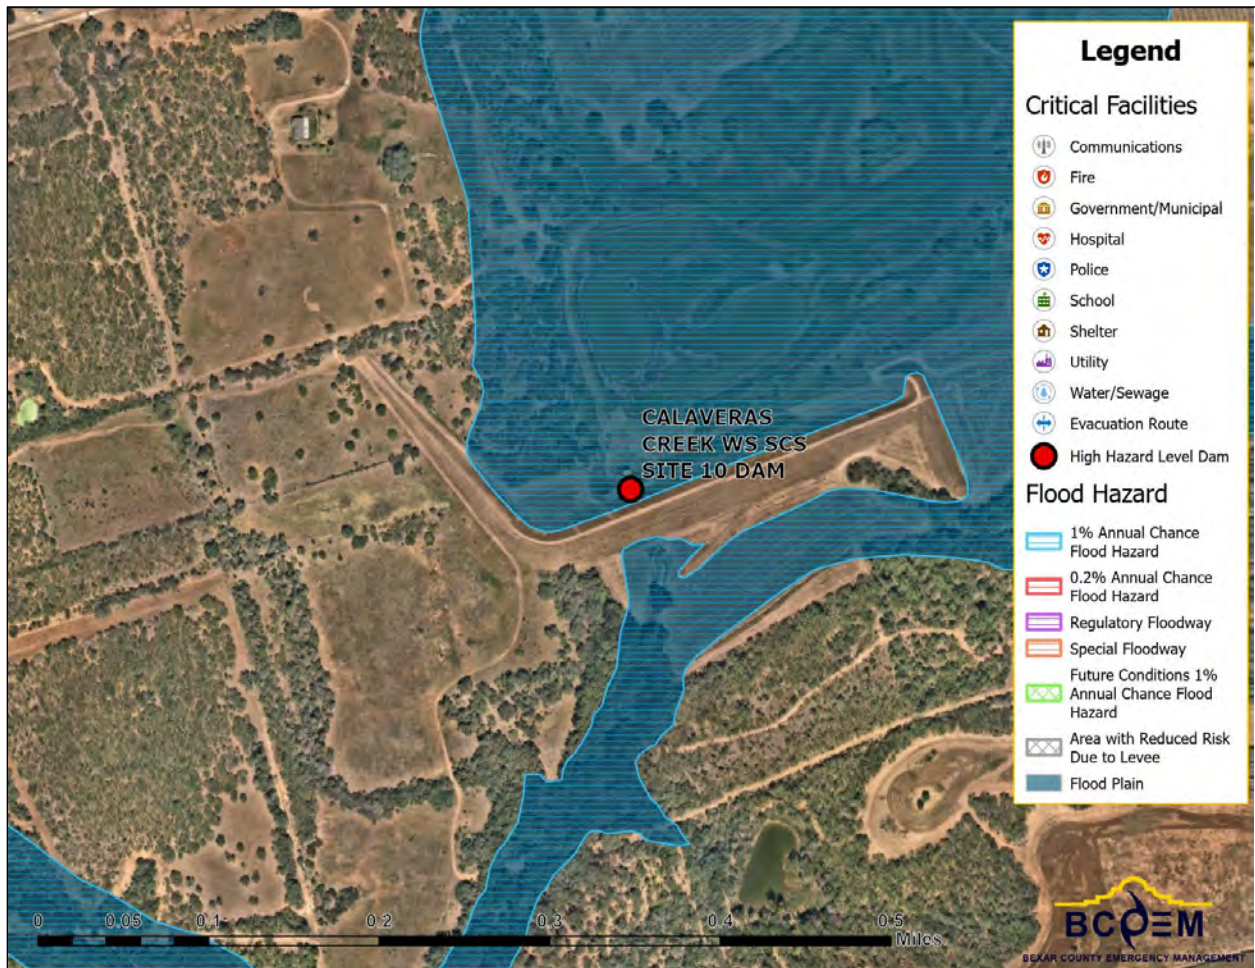 Legend
Critical Facilities
Communications
Fire
Government/Municipal
Hospital
Police
School
Shelter
Utility
Water/Sewage
Evacuation Route
High Hazard Level Dam
Flood Hazard
1% Annual Chance
Flood Hazard
0.2% Annual Chance
Flood Hazard
Regulatory Floodway
Special Floodway
Future Conditions 1%
Annual Chance Flood
Hazard
Area with Reduced Risk
Due to Levee
Flood Plain
CALAVERAS
CREEK WS SCS
SITE 10 DAM
0 0.05 0.1 0.2 0.3 0.4 0.5
Miles
BCOEM
BEXAR COUNTY EMERGENCY MANAGEMENT